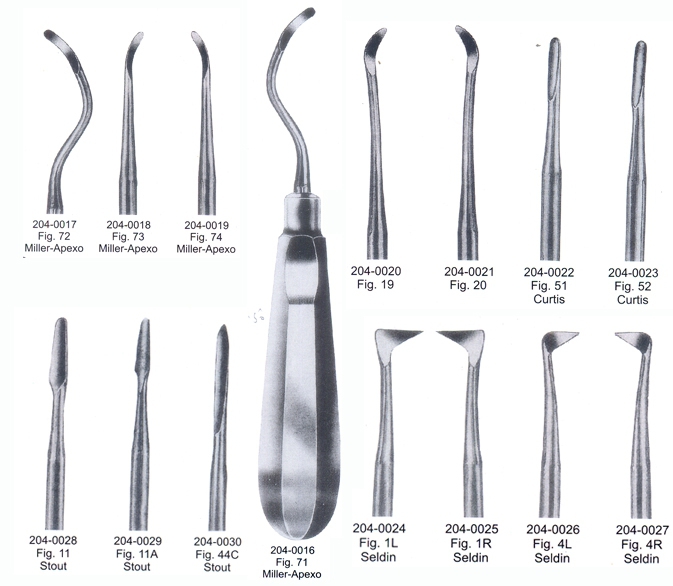 204-0017
Fig. 72
Miller-Apexo
204-0018
Fig. 73
Miller-Apexo
204-0019
Fig. 74
Miller-Apexo
204-0020
Fig. 19
204-0021
Fig. 20
204-0022
Fig. 51
Curtis
204-0023
Fig. 52
Curtis
204-0028
Fig. 11
Stout
204-0029
Fig. 11A
Stout
204-0030
Fig. 44C
Stout
204-0016
Fig. 71
Miller-Apexo
204-0024
Fig. 1L
Seldin
204-0025
Fig. 1R
Seldin
204-0026
Fig. 4L
Seldin
204-0027
Fig. 4R
Seldin